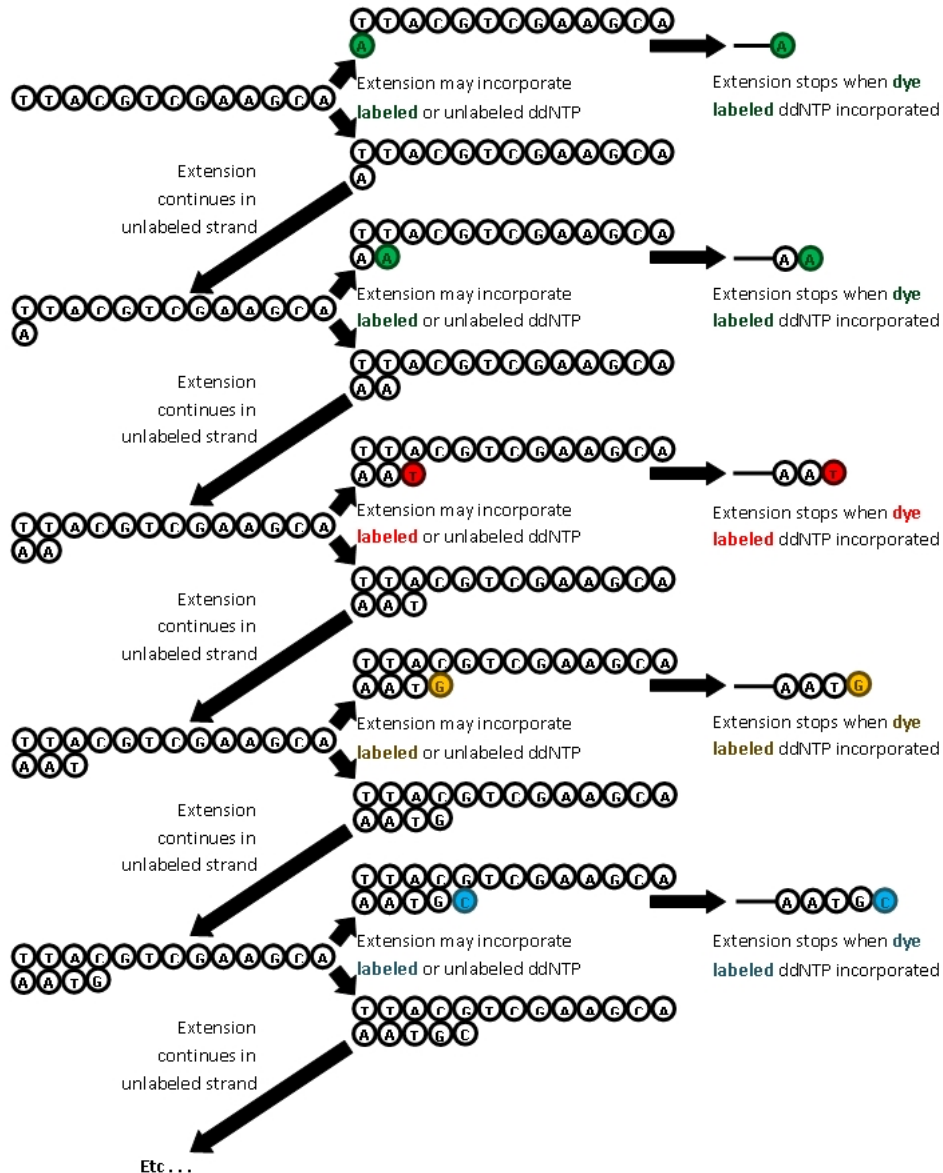 TTACGTCGAAGCA
A
A
Extension may incorporate
labeled or unlabeled ddNTP
Extension stops when dye
labeled ddNTP incorporated
TTACGTCGAAGCA
TTACGTCGAAGCA
A
Extension
continues in
unlabeled strand
TTACGTCGAAGCA
AA
AA
Extension may incorporate
labeled or unlabeled ddNTP
Extension stops when dye
labeled ddNTP incorporated
TTACGTCGAAGCA
A
TTACGTCGAAGCA
AA
Extension
continues in
unlabeled strand
TTACGTCGAAGCA
AAT
AAT
Extension may incorporate
labeled or unlabeled ddNTP
Extension stops when dye
labeled ddNTP incorporated
TTACGTCGAAGCA
AA
TTACGTCGAAGCA
AAT
Extension
continues in
unlabeled strand
TTACGTCGAAGCA
AATG
AATG
Extension may incorporate
labeled or unlabeled ddNTP
Extension stops when dye
labeled ddNTP incorporated
TTACGTCGAAGCA
AAT
TTACGTCGAAGCA
AATG
Extension
continues in
unlabeled strand
TTACGTCGAAGCA
AATGC
AATGC
Extension may incorporate
labeled or unlabeled ddNTP
Extension stops when dye
labeled ddNTP incorporated
TTACGTCGAAGCA
AATG
TTACGTCGAAGCA
AATGC
Extension
continues in
unlabeled strand
Etc . . .